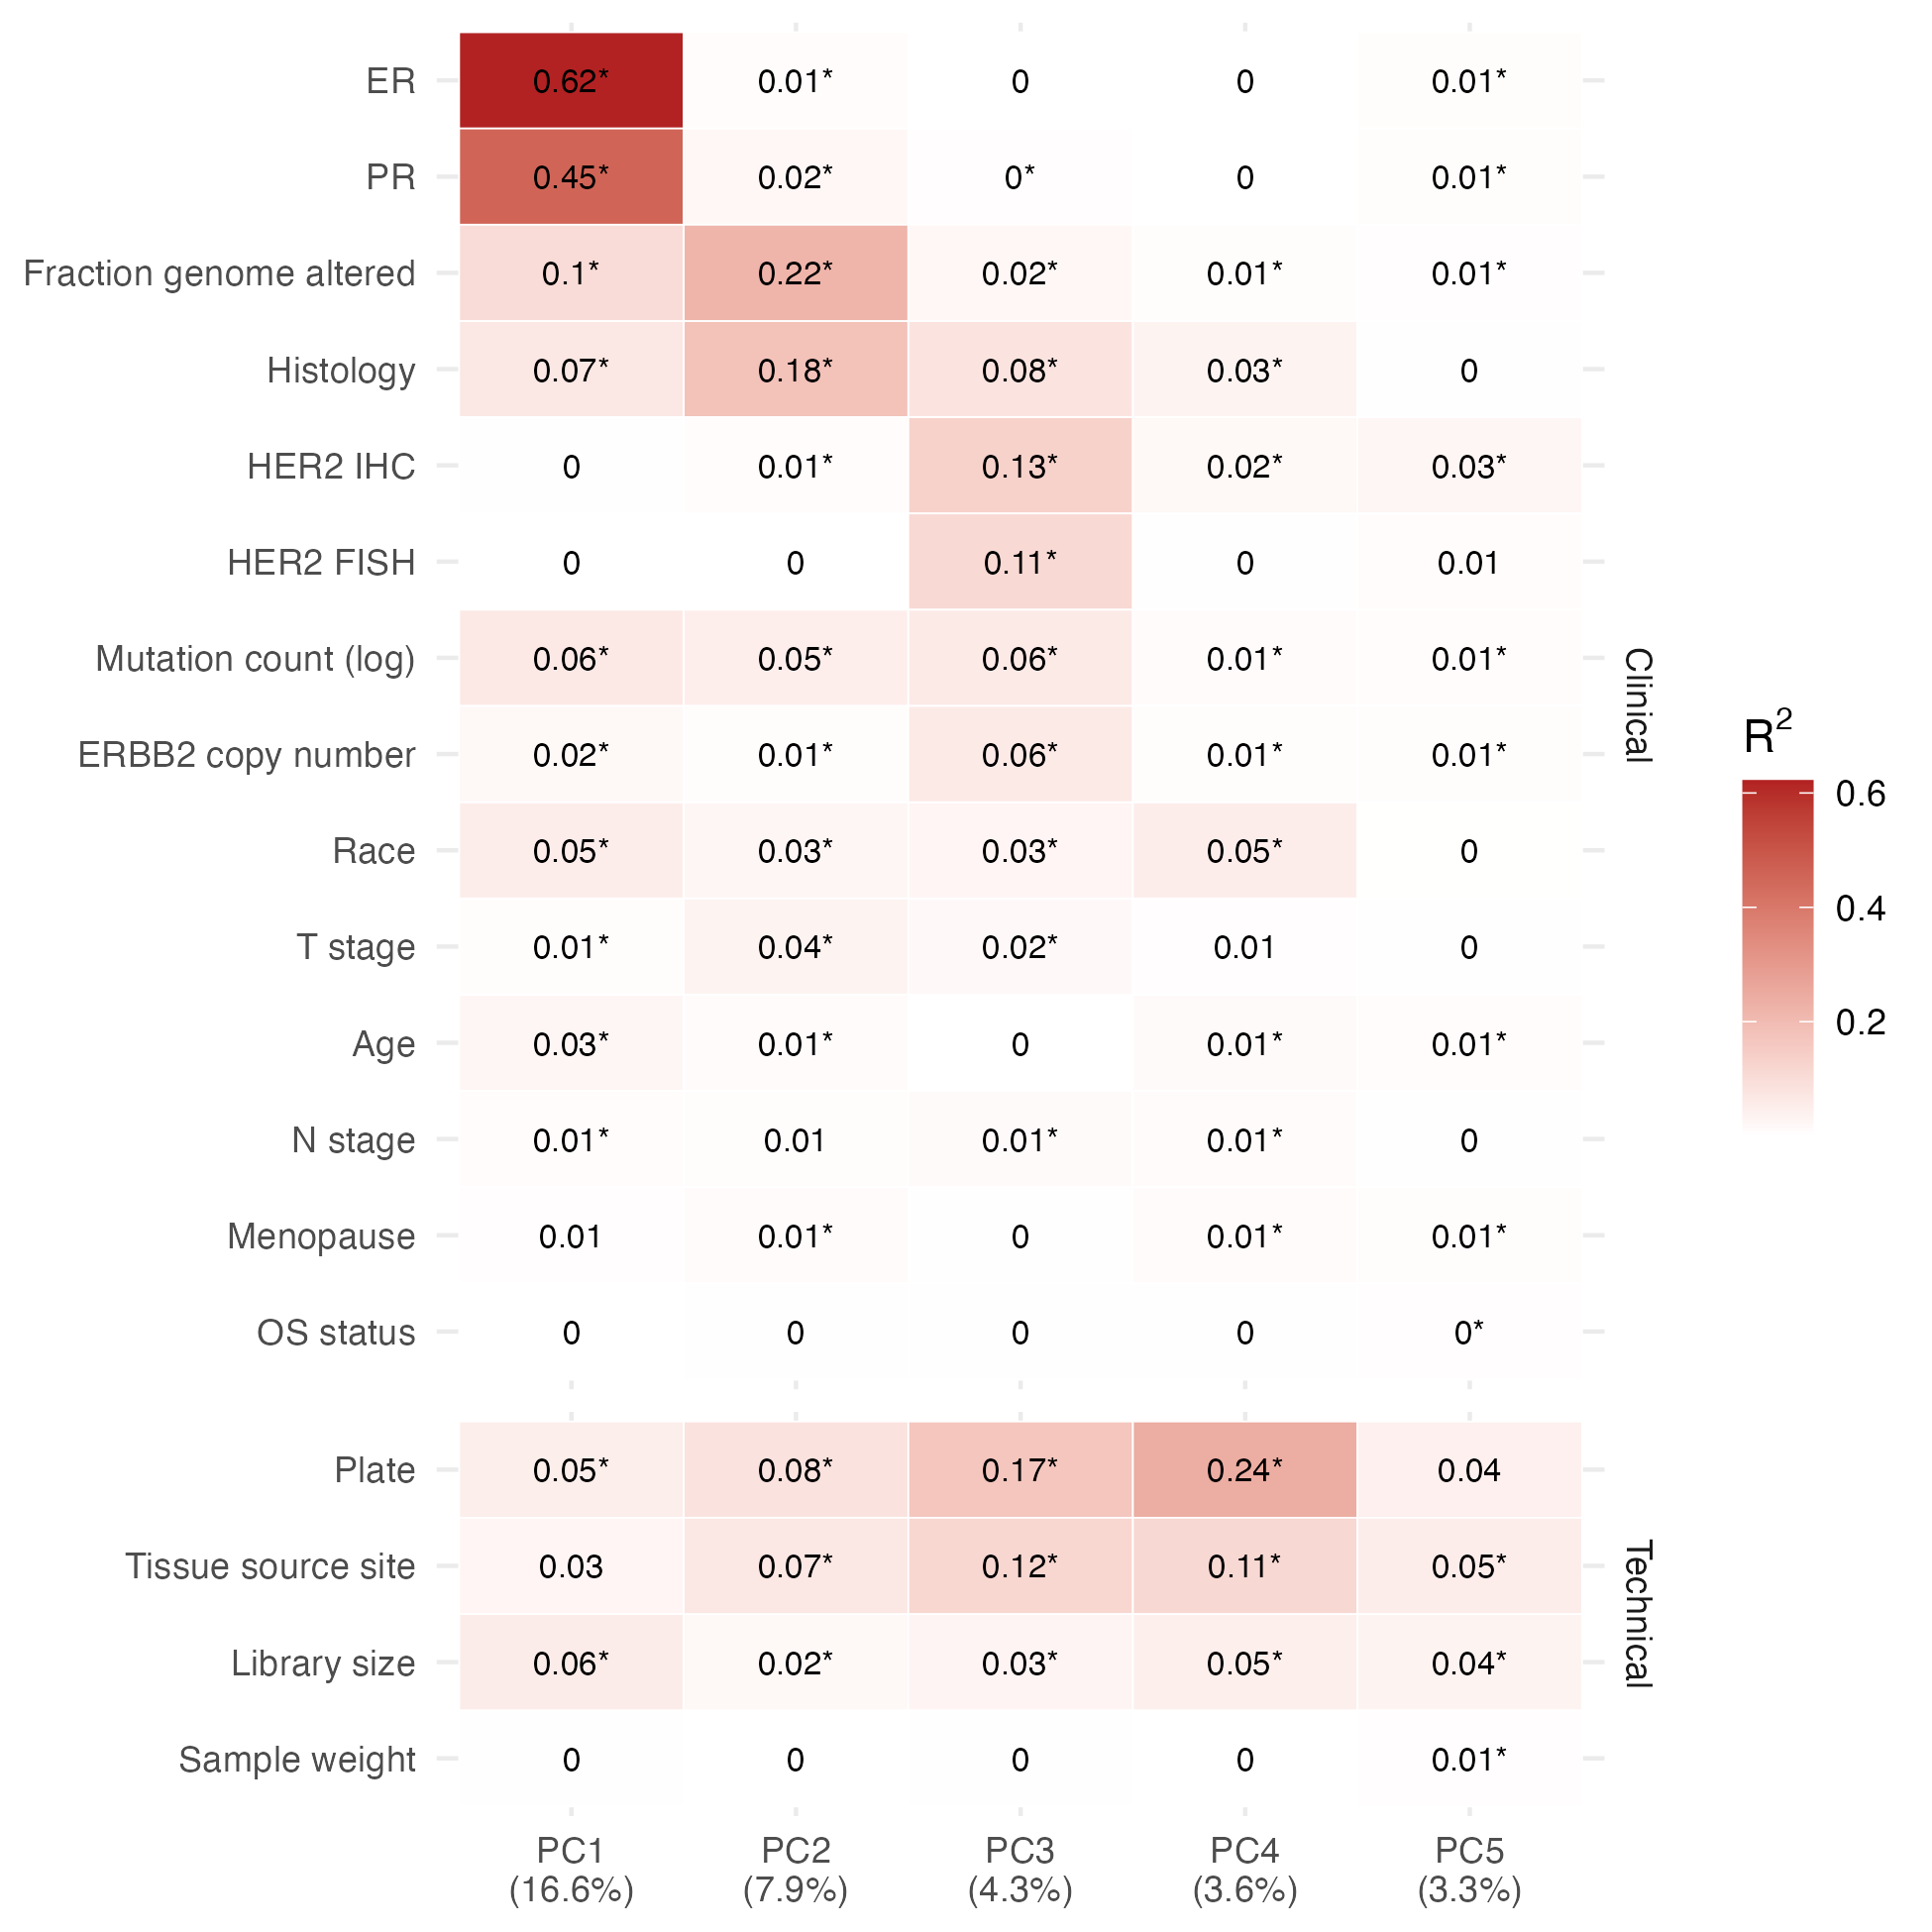 ER 0.62* 0.01* 0 0 0.01*
PR 0.45* 0.02* 0* 0 0.01*
Fraction genome altered 0.1* 0.22* 0.02* 0.01* 0.01*
Histology 0.07* 0.18* 0.08* 0.03* 0
HER2 IHC 0 0.01* 0.13* 0.02* 0.03*
HER2 FISH 0 0 0.11* 0 0.01
Mutation count (log) 0.06* 0.05* 0.06* 0.01* 0.01*
ERBB2 copy number 0.02* 0.01* 0.06* 0.01* 0.01*
Race 0.05* 0.03* 0.03* 0.05* 0
T stage 0.01* 0.04* 0.02* 0.01 0
Age 0.03* 0.01* 0 0.01* 0.01*
N stage 0.01* 0.01 0.01* 0.01* 0
Menopause 0.01 0.01* 0 0.01* 0.01*
OS status 0 0 0 0 0*
Clinical
Plate 0.05* 0.08* 0.17* 0.24* 0.04
Tissue source site 0.03 0.07* 0.12* 0.11* 0.05*
Library size 0.06* 0.02* 0.03* 0.05* 0.04*
Sample weight 0 0 0 0 0.01*
Technical
PC1 PC2 PC3 PC4 PC5
(16.6%) (7.9%) (4.3%) (3.6%) (3.3%)
R²
0.6
0.4
0.2